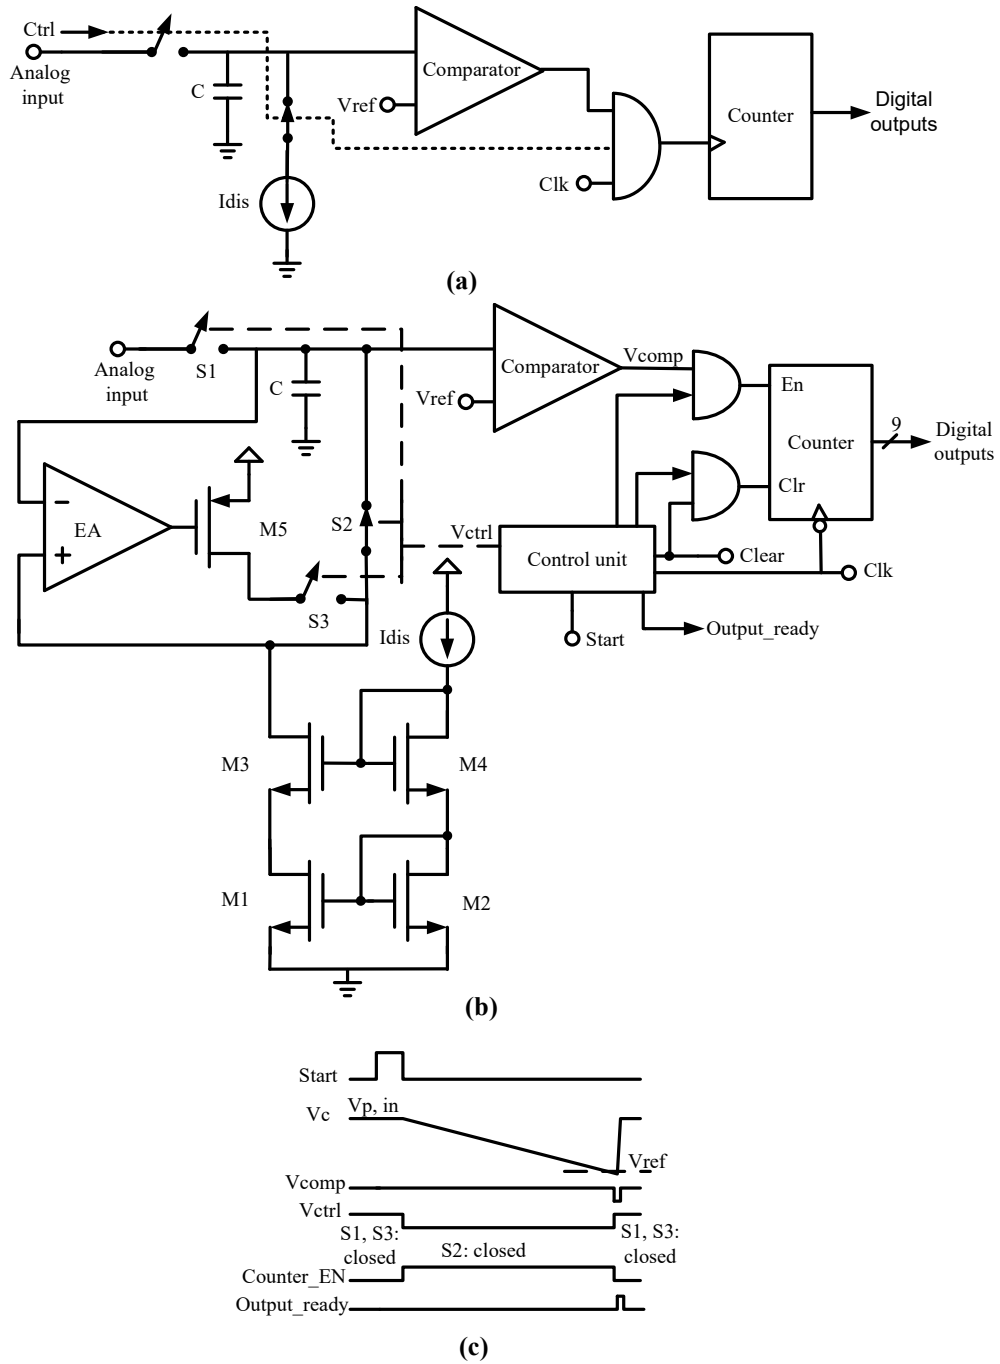 Ctrl
Analog
input
C
Idis
Vref
Comparator
Clk
Counter
Digital
outputs
(a)
Analog
input
S1
C
Vref
Comparator
Vcomp
En
Counter
Clr
9
Digital
outputs
EA
M5
S2
S3
Vctrl
Control unit
Clear
Clk
Start
Output_ready
Idis
M3
M4
M1
M2
(b)
Start
Vc
Vp, in
Vref
Vcomp
Vctrl
S1, S3:
closed
S2: closed
S1, S3:
closed
Counter_EN
Output_ready
(c)